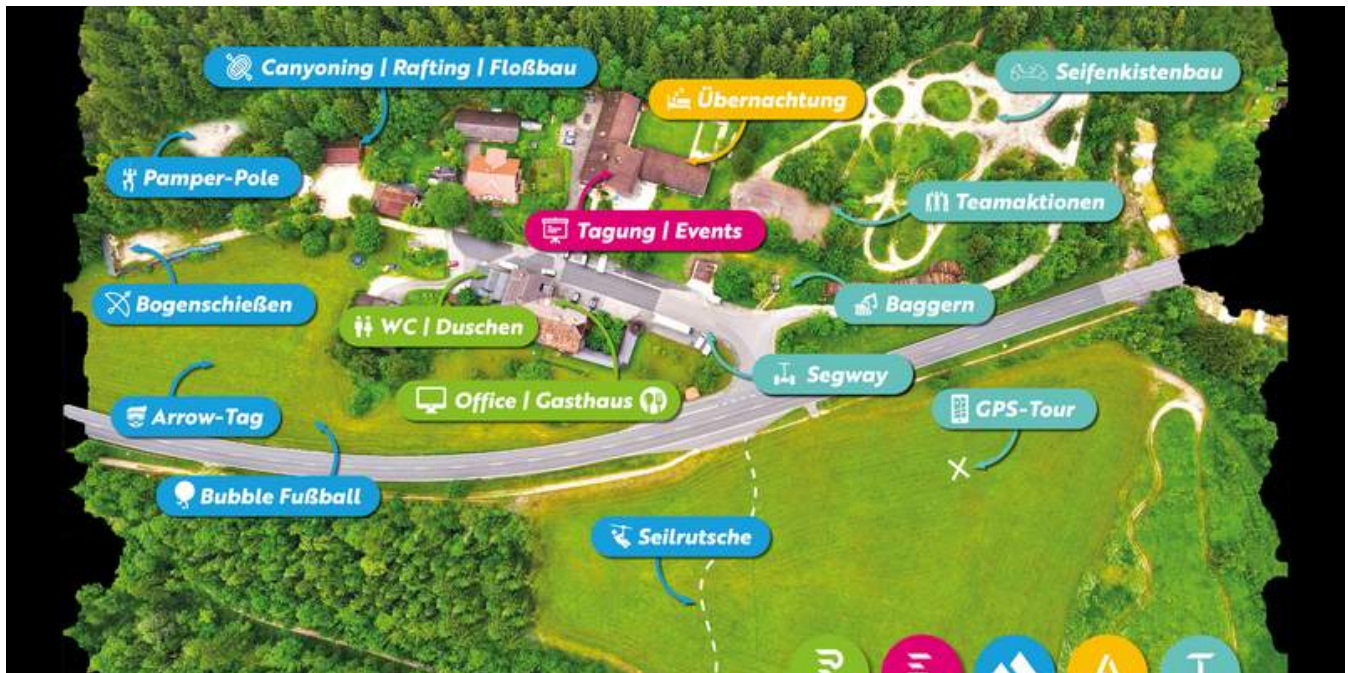 Canyoning | Rafting | Floßbau
Seifenkistenbau
Übernachtung
Pamper-Pole
Teamaktionen
Tagung | Events
Bogenschießen
Baggern
WC | Duschen
Segway
Office | Gasthaus
Arrow-Tag
GPS-Tour
Bubble Fußball
Seilrutsche